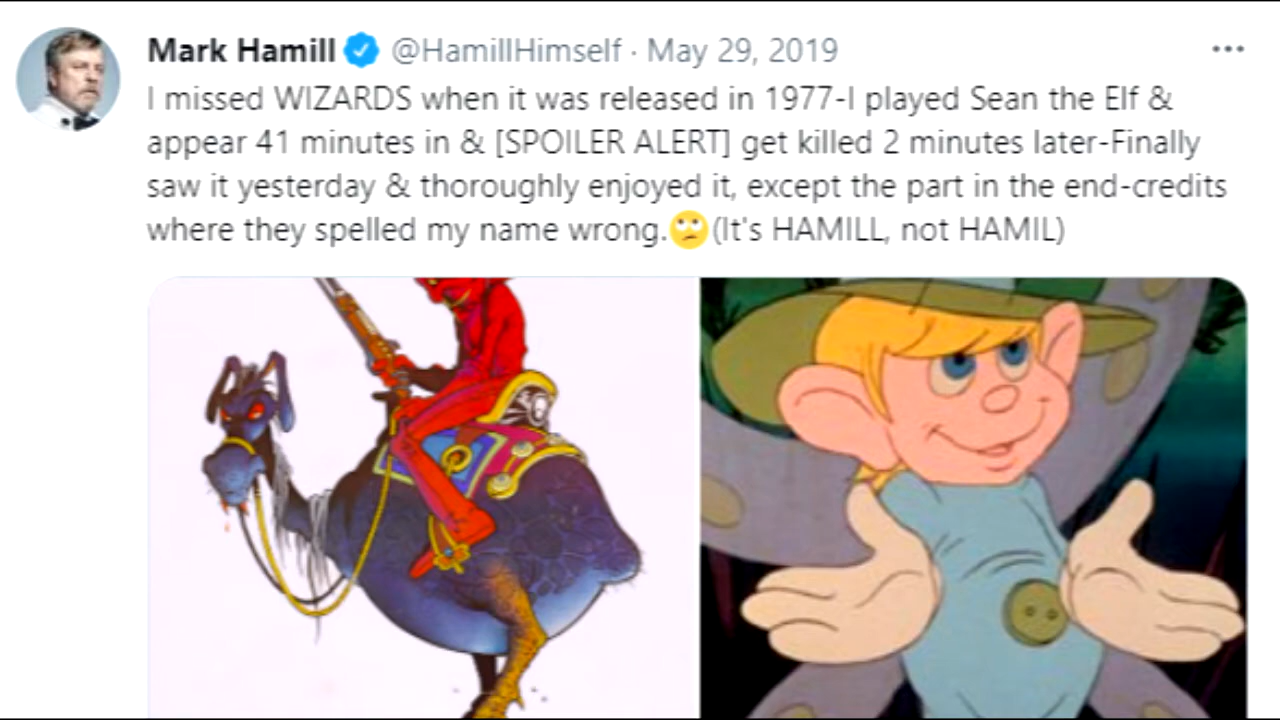 Mark Hamill @HamillHimself · May 29, 2019
I missed WIZARDS when it was released in 1977-I played Sean the Elf &
appear 41 minutes in & [SPOILER ALERT] get killed 2 minutes later-Finally
saw it yesterday & thoroughly enjoyed it, except the part in the end-credits
where they spelled my name wrong.🙄(It's HAMILL, not HAMIL)